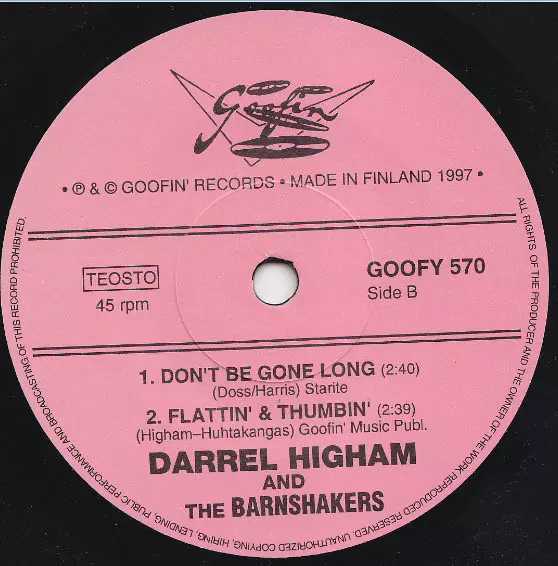 Goofin
• ℗ & © GOOFIN' RECORDS • MADE IN FINLAND 1997 •
TEOSTO
45 rpm
GOOFY 570
Side B
1. DON'T BE GONE LONG (2:40)
(Doss/Harris) Starite
2. FLATTIN' & THUMBIN' (2:39)
(Higham–Huhtakangas) Goofin' Music Publ.
DARREL HIGHAM
AND
THE BARNSHAKERS
ALL RIGHTS OF THE PRODUCER AND THE OWNER OF THE WORK REPRODUCED RESERVED. UNAUTHORIZED COPYING, HIRING, LENDING, PUBLIC PERFORMANCE AND BROADCASTING OF THIS RECORD PROHIBITED.